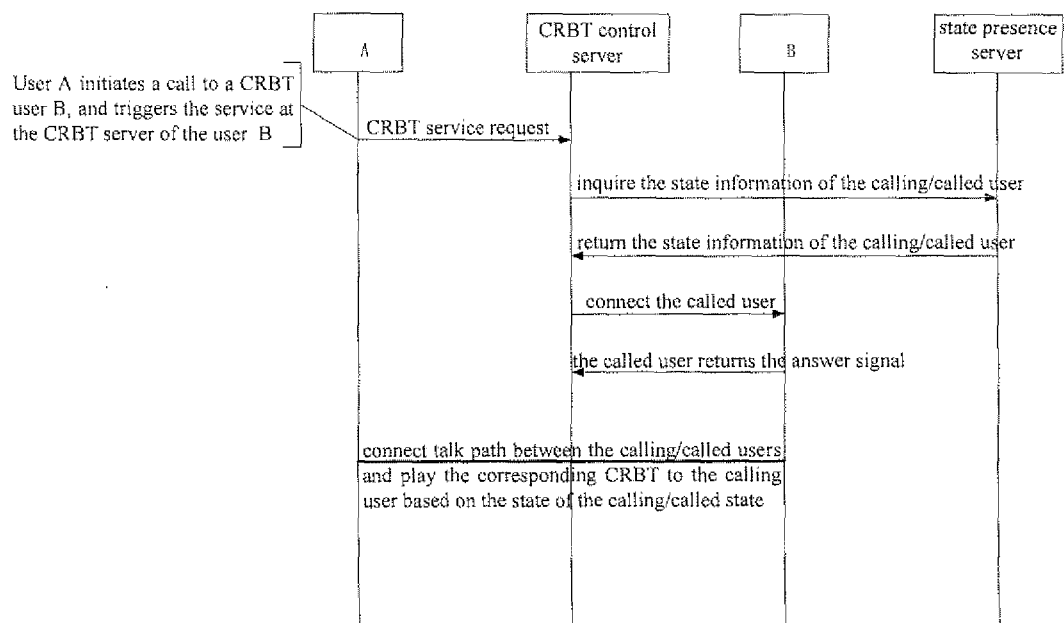 A
CRBT control
server
B
state presence
server
User A initiates a call to a CRBT
user B, and triggers the service at
the CRBT server of the user B
CRBT service request
inquire the state information of the calling/called user
return the state information of the calling/called user
connect the called user
the called user returns the answer signal
connect talk path between the calling/called users
and play the corresponding CRBT to the calling
user based on the state of the calling/called state